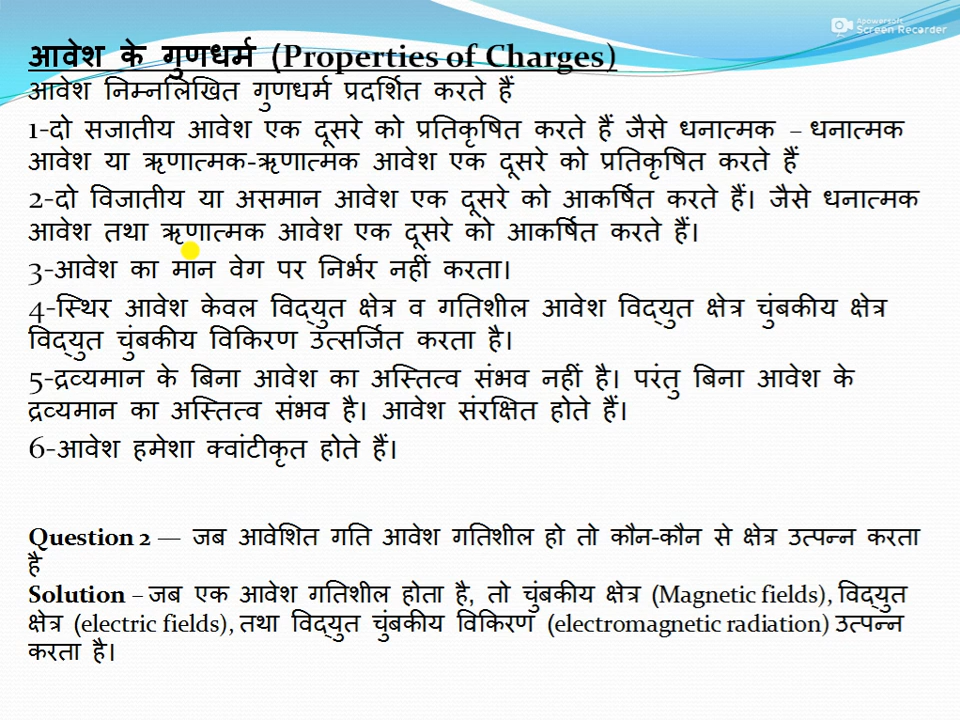 Apowersoft
Screen Recorder
आवेश के गुणधर्म (Properties of Charges)
आवेश निम्नलिखित गुणधर्म प्रदर्शित करते हैं
1-दो सजातीय आवेश एक दूसरे को प्रतिकृषित करते हैं जैसे धनात्मक – धनात्मक
आवेश या ऋणात्मक-ऋणात्मक आवेश एक दूसरे को प्रतिकृषित करते हैं
2-दो विजातीय या असमान आवेश एक दूसरे को आकर्षित करते हैं। जैसे धनात्मक
आवेश तथा ऋणात्मक आवेश एक दूसरे को आकर्षित करते हैं।
3-आवेश का मान वेग पर निर्भर नहीं करता।
4-स्थिर आवेश केवल विद्युत क्षेत्र व गतिशील आवेश विद्युत क्षेत्र चुंबकीय क्षेत्र
विद्युत चुंबकीय विकिरण उत्सर्जित करता है।
5-द्रव्यमान के बिना आवेश का अस्तित्व संभव नहीं है। परंतु बिना आवेश के
द्रव्यमान का अस्तित्व संभव है। आवेश संरक्षित होते हैं।
6-आवेश हमेशा क्वांटीकृत होते हैं।
Question 2 — जब आवेशित गति आवेश गतिशील हो तो कौन-कौन से क्षेत्र उत्पन्न करता
है
Solution – जब एक आवेश गतिशील होता है, तो चुंबकीय क्षेत्र (Magnetic fields), विद्युत
क्षेत्र (electric fields), तथा विद्युत चुंबकीय विकिरण (electromagnetic radiation) उत्पन्न
करता है।